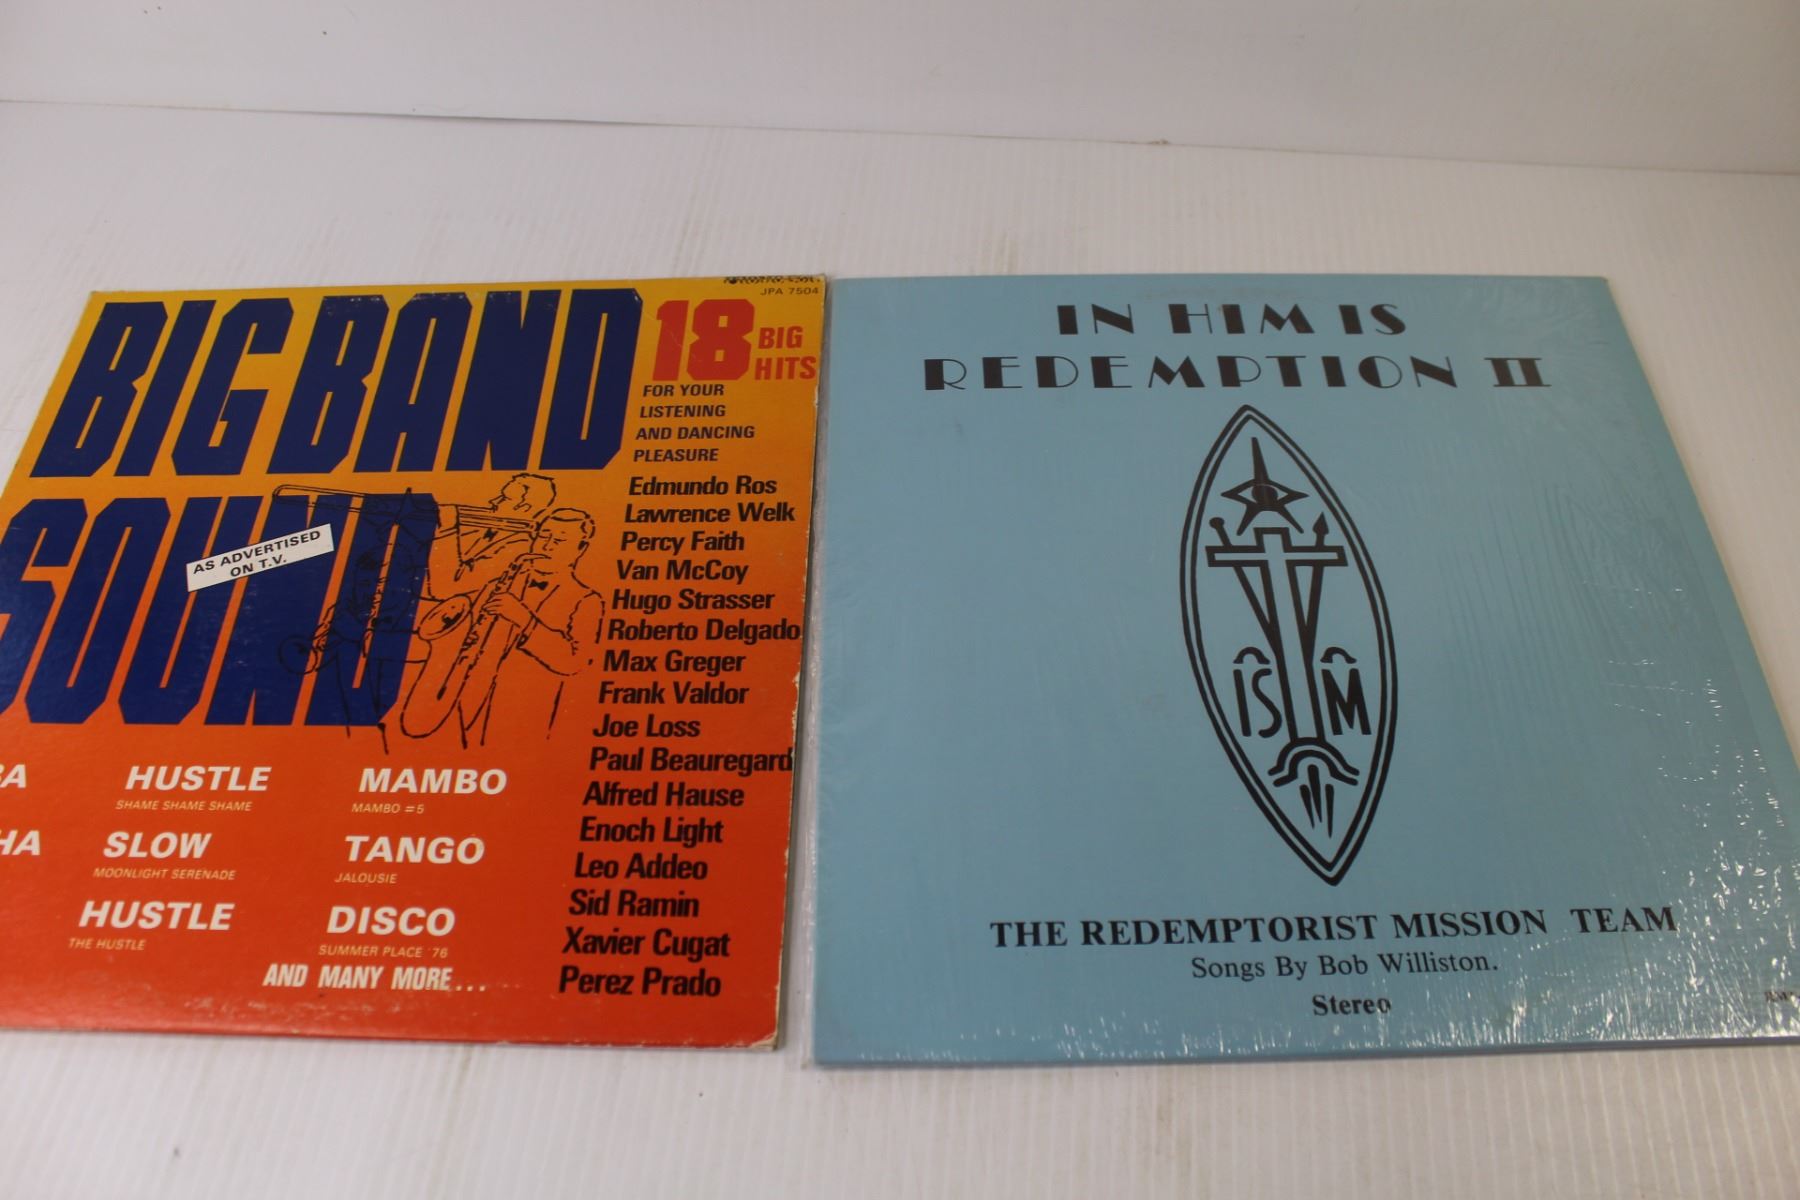 JPA 7504
BIG BAND
SOUND
18 BIG
HITS
FOR YOUR
LISTENING
AND DANCING
PLEASURE
AS ADVERTISED
ON T.V.
Edmundo Ros
Lawrence Welk
Percy Faith
Van McCoy
Hugo Strasser
Roberto Delgado
Max Greger
Frank Valdor
Joe Loss
Paul Beauregard
Alfred Hause
Enoch Light
Leo Addeo
Sid Ramin
Xavier Cugat
Perez Prado
BA
HUSTLE
SHAME SHAME SHAME
MAMBO
MAMBO =5
HA
SLOW
MOONLIGHT SERENADE
TANGO
JALOUSIE
HUSTLE
THE HUSTLE
DISCO
SUMMER PLACE '76
AND MANY MORE...
IN HIM IS
REDEMPTION II
IS M
THE REDEMPTORIST MISSION TEAM
Songs By Bob Williston.
Stereo